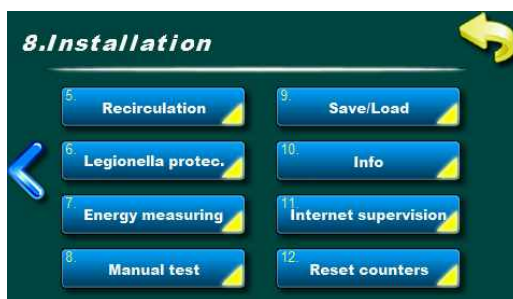 8.Installation
5.
Recirculation
6.
Legionella protec.
7.
Energy measuring
8.
Manual test
9.
Save/Load
10.
Info
11.
Internet supervision
12.
Reset counters